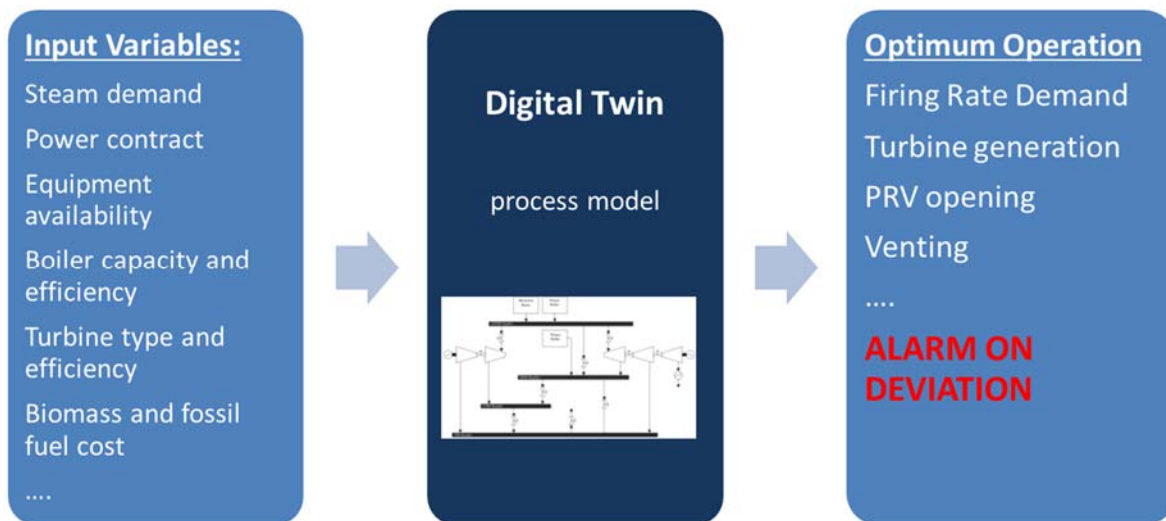 Input Variables:
Steam demand
Power contract
Equipment
availability
Boiler capacity and
efficiency
Turbine type and
efficiency
Biomass and fossil
fuel cost
....
Digital Twin
process model
Optimum Operation
Firing Rate Demand
Turbine generation
PRV opening
Venting
....
ALARM ON
DEVIATION